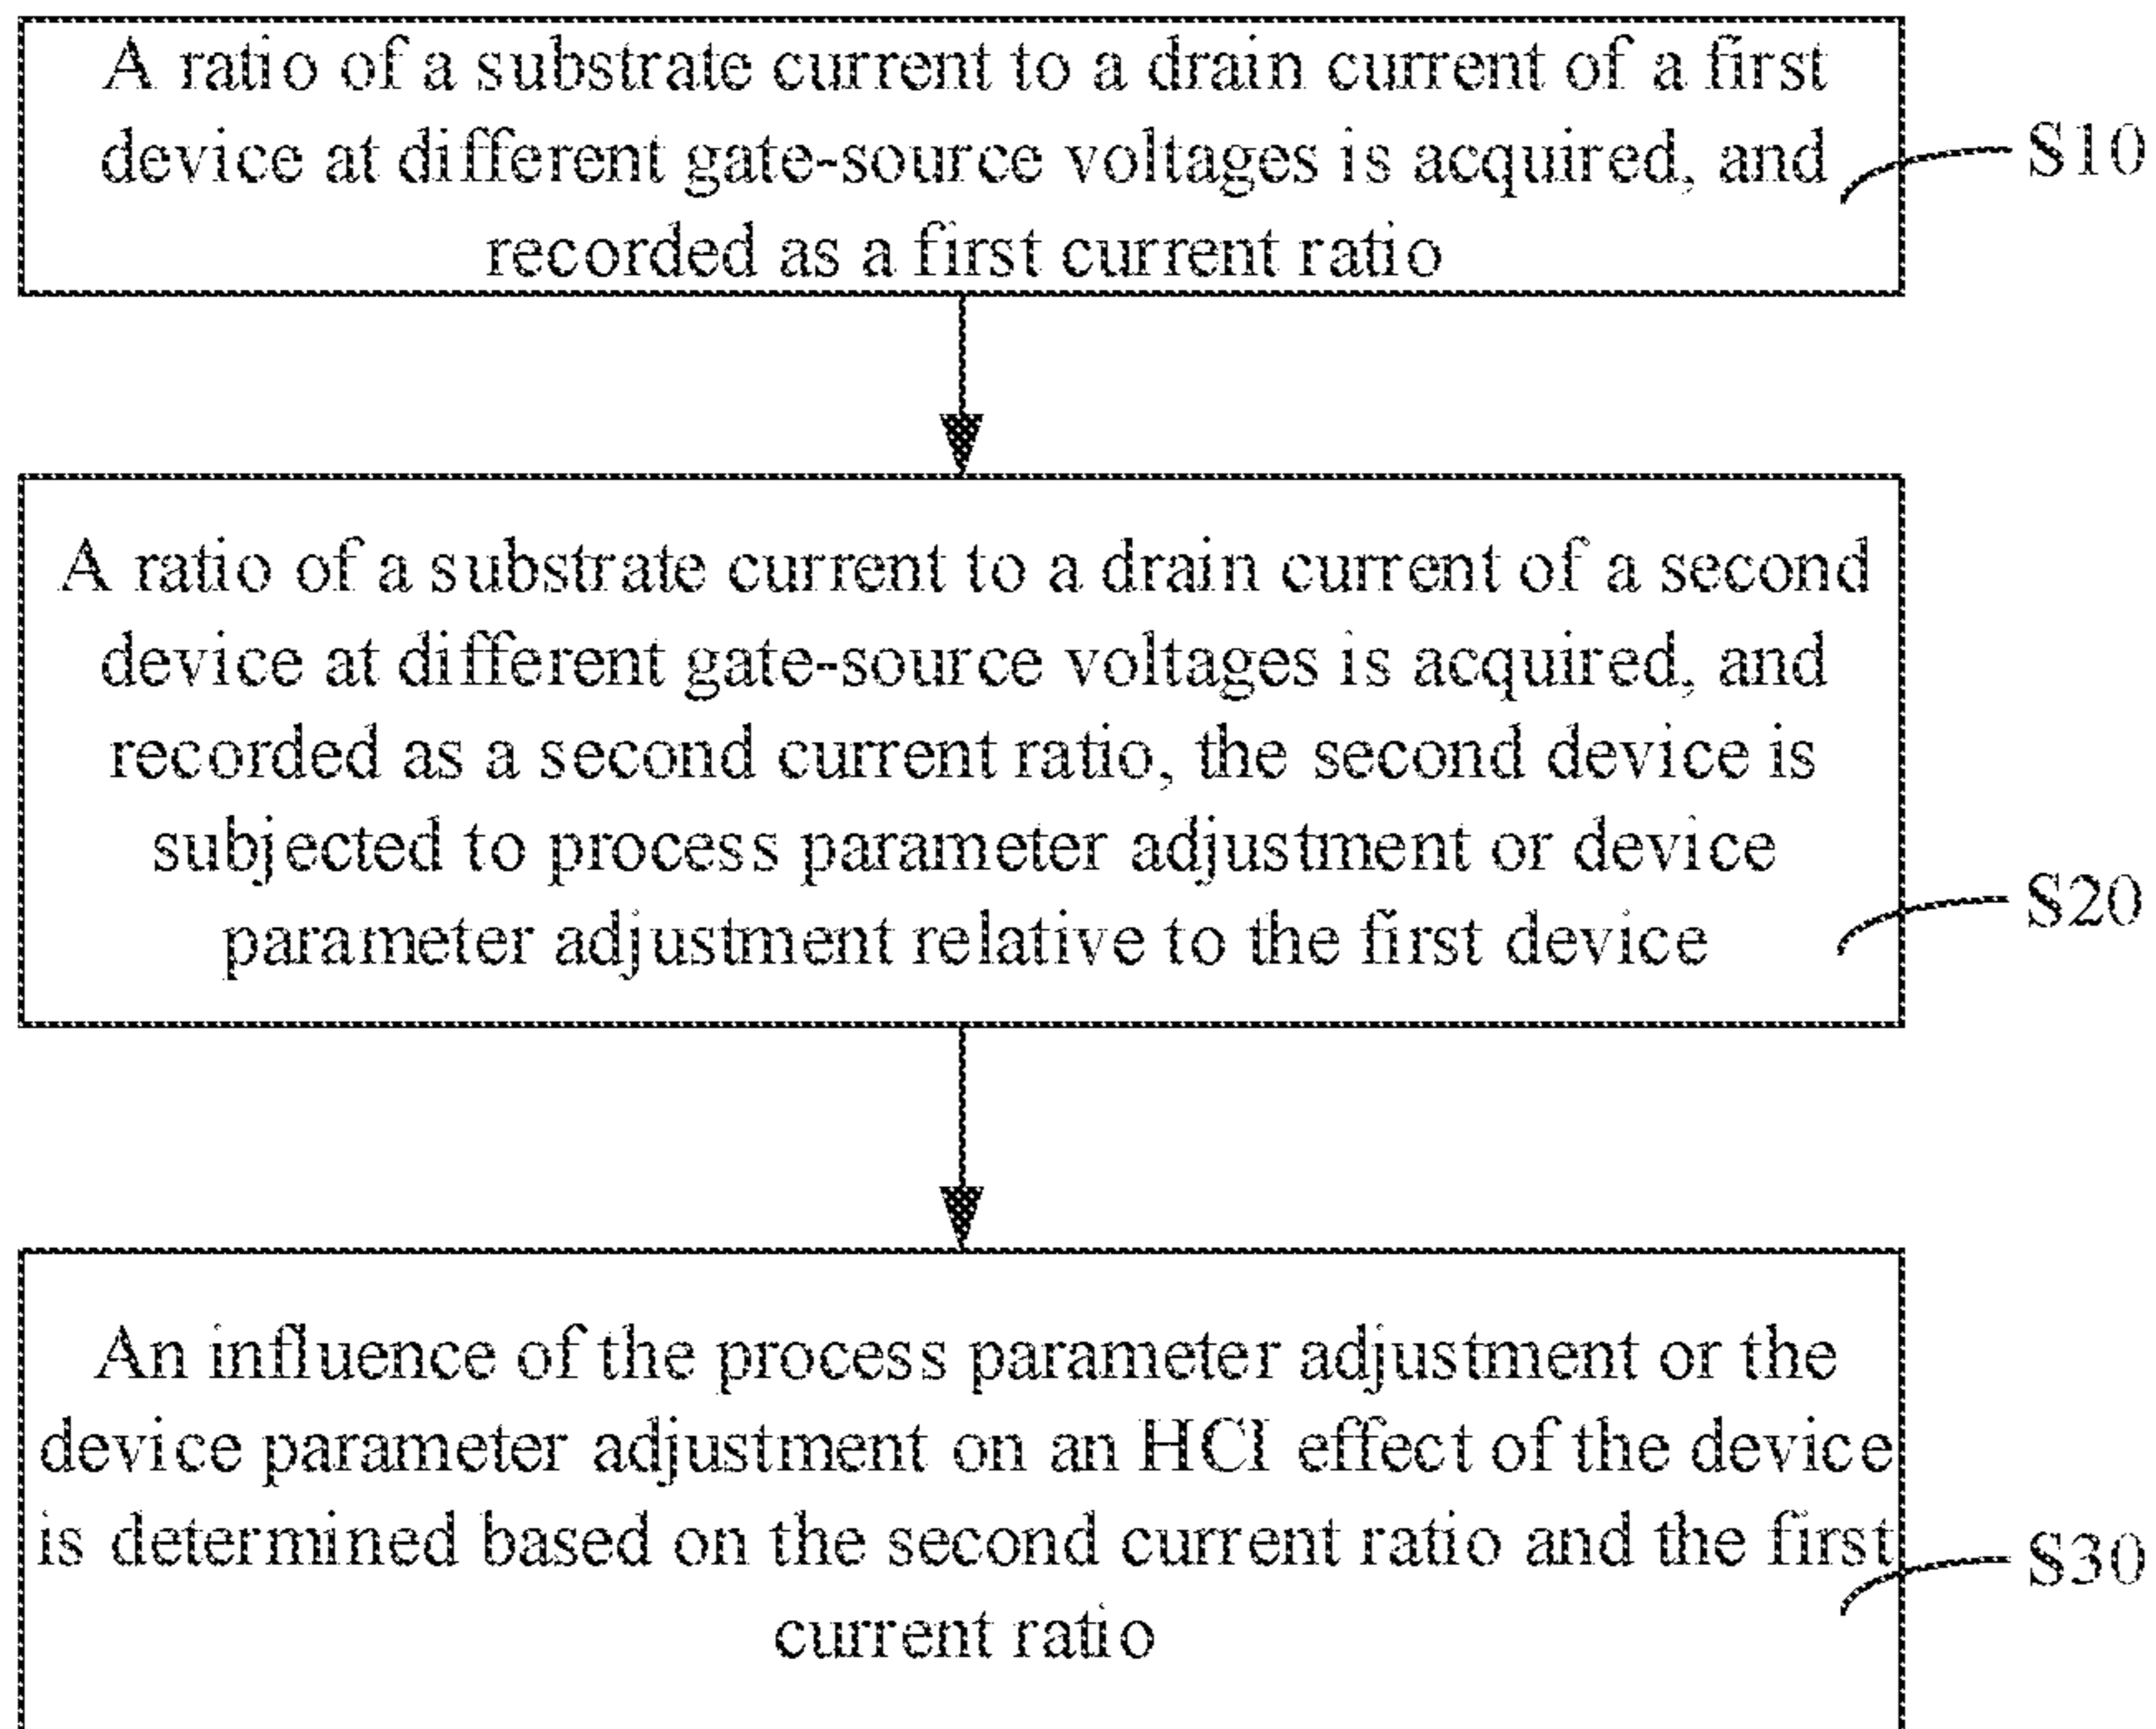 A ratio of a substrate current to a drain current of a first
device at different gate-source voltages is acquired, and
recorded as a first current ratio
S10
A ratio of a substrate current to a drain current of a second
device at different gate-source voltages is acquired, and
recorded as a second current ratio, the second device is
subjected to process parameter adjustment or device
parameter adjustment relative to the first device
S20
An influence of the process parameter adjustment or the
device parameter adjustment on an HCI effect of the device
is determined based on the second current ratio and the first
current ratio
S30